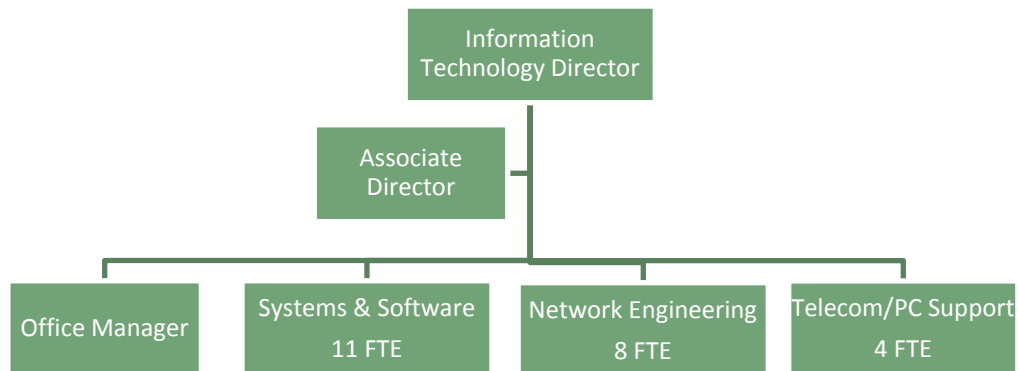 Information
Technology Director
Associate
Director
Office Manager
Systems & Software
11 FTE
Network Engineering
8 FTE
Telecom/PC Support
4 FTE